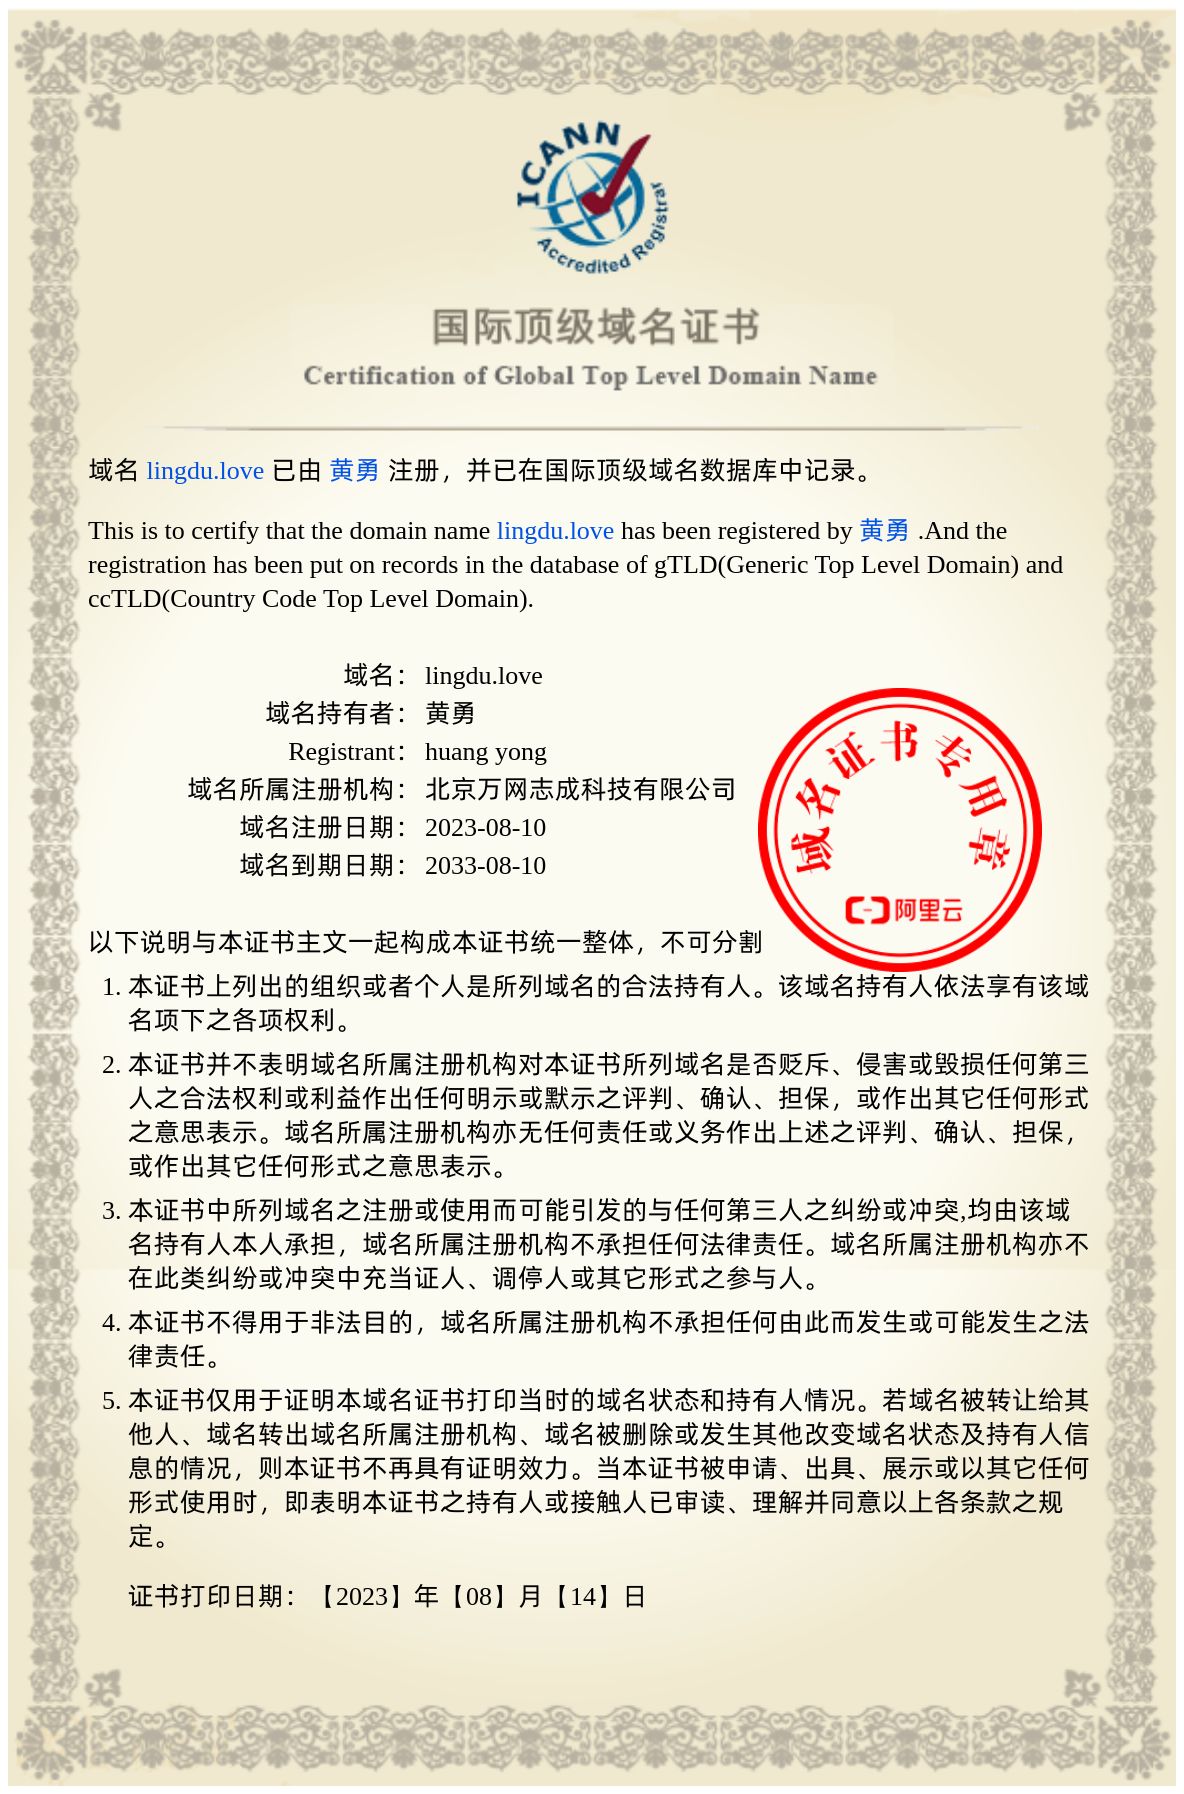 ICANN
Accredited Registrar
国际顶级域名证书
Certification of Global Top Level Domain Name
域名 lingdu.love 已由 黄勇 注册，并已在国际顶级域名数据库中记录。
This is to certify that the domain name lingdu.love has been registered by 黄勇 .And the
registration has been put on records in the database of gTLD(Generic Top Level Domain) and
ccTLD(Country Code Top Level Domain).
域名： lingdu.love
域名持有者： 黄勇
Registrant： huang yong
域名所属注册机构： 北京万网志成科技有限公司
域名注册日期： 2023-08-10
域名到期日期： 2033-08-10
域名证书专用章
阿里云
以下说明与本证书主文一起构成本证书统一整体，不可分割
1. 本证书上列出的组织或者个人是所列域名的合法持有人。该域名持有人依法享有该域
名项下之各项权利。
2. 本证书并不表明域名所属注册机构对本证书所列域名是否贬斥、侵害或毁损任何第三
人之合法权利或利益作出任何明示或默示之评判、确认、担保，或作出其它任何形式
之意思表示。域名所属注册机构亦无任何责任或义务作出上述之评判、确认、担保，
或作出其它任何形式之意思表示。
3. 本证书中所列域名之注册或使用而可能引发的与任何第三人之纠纷或冲突,均由该域
名持有人本人承担，域名所属注册机构不承担任何法律责任。域名所属注册机构亦不
在此类纠纷或冲突中充当证人、调停人或其它形式之参与人。
4. 本证书不得用于非法目的，域名所属注册机构不承担任何由此而发生或可能发生之法
律责任。
5. 本证书仅用于证明本域名证书打印当时的域名状态和持有人情况。若域名被转让给其
他人、域名转出域名所属注册机构、域名被删除或发生其他改变域名状态及持有人信
息的情况，则本证书不再具有证明效力。当本证书被申请、出具、展示或以其它任何
形式使用时，即表明本证书之持有人或接触人已审读、理解并同意以上各条款之规
定。
证书打印日期：【2023】年【08】月【14】日